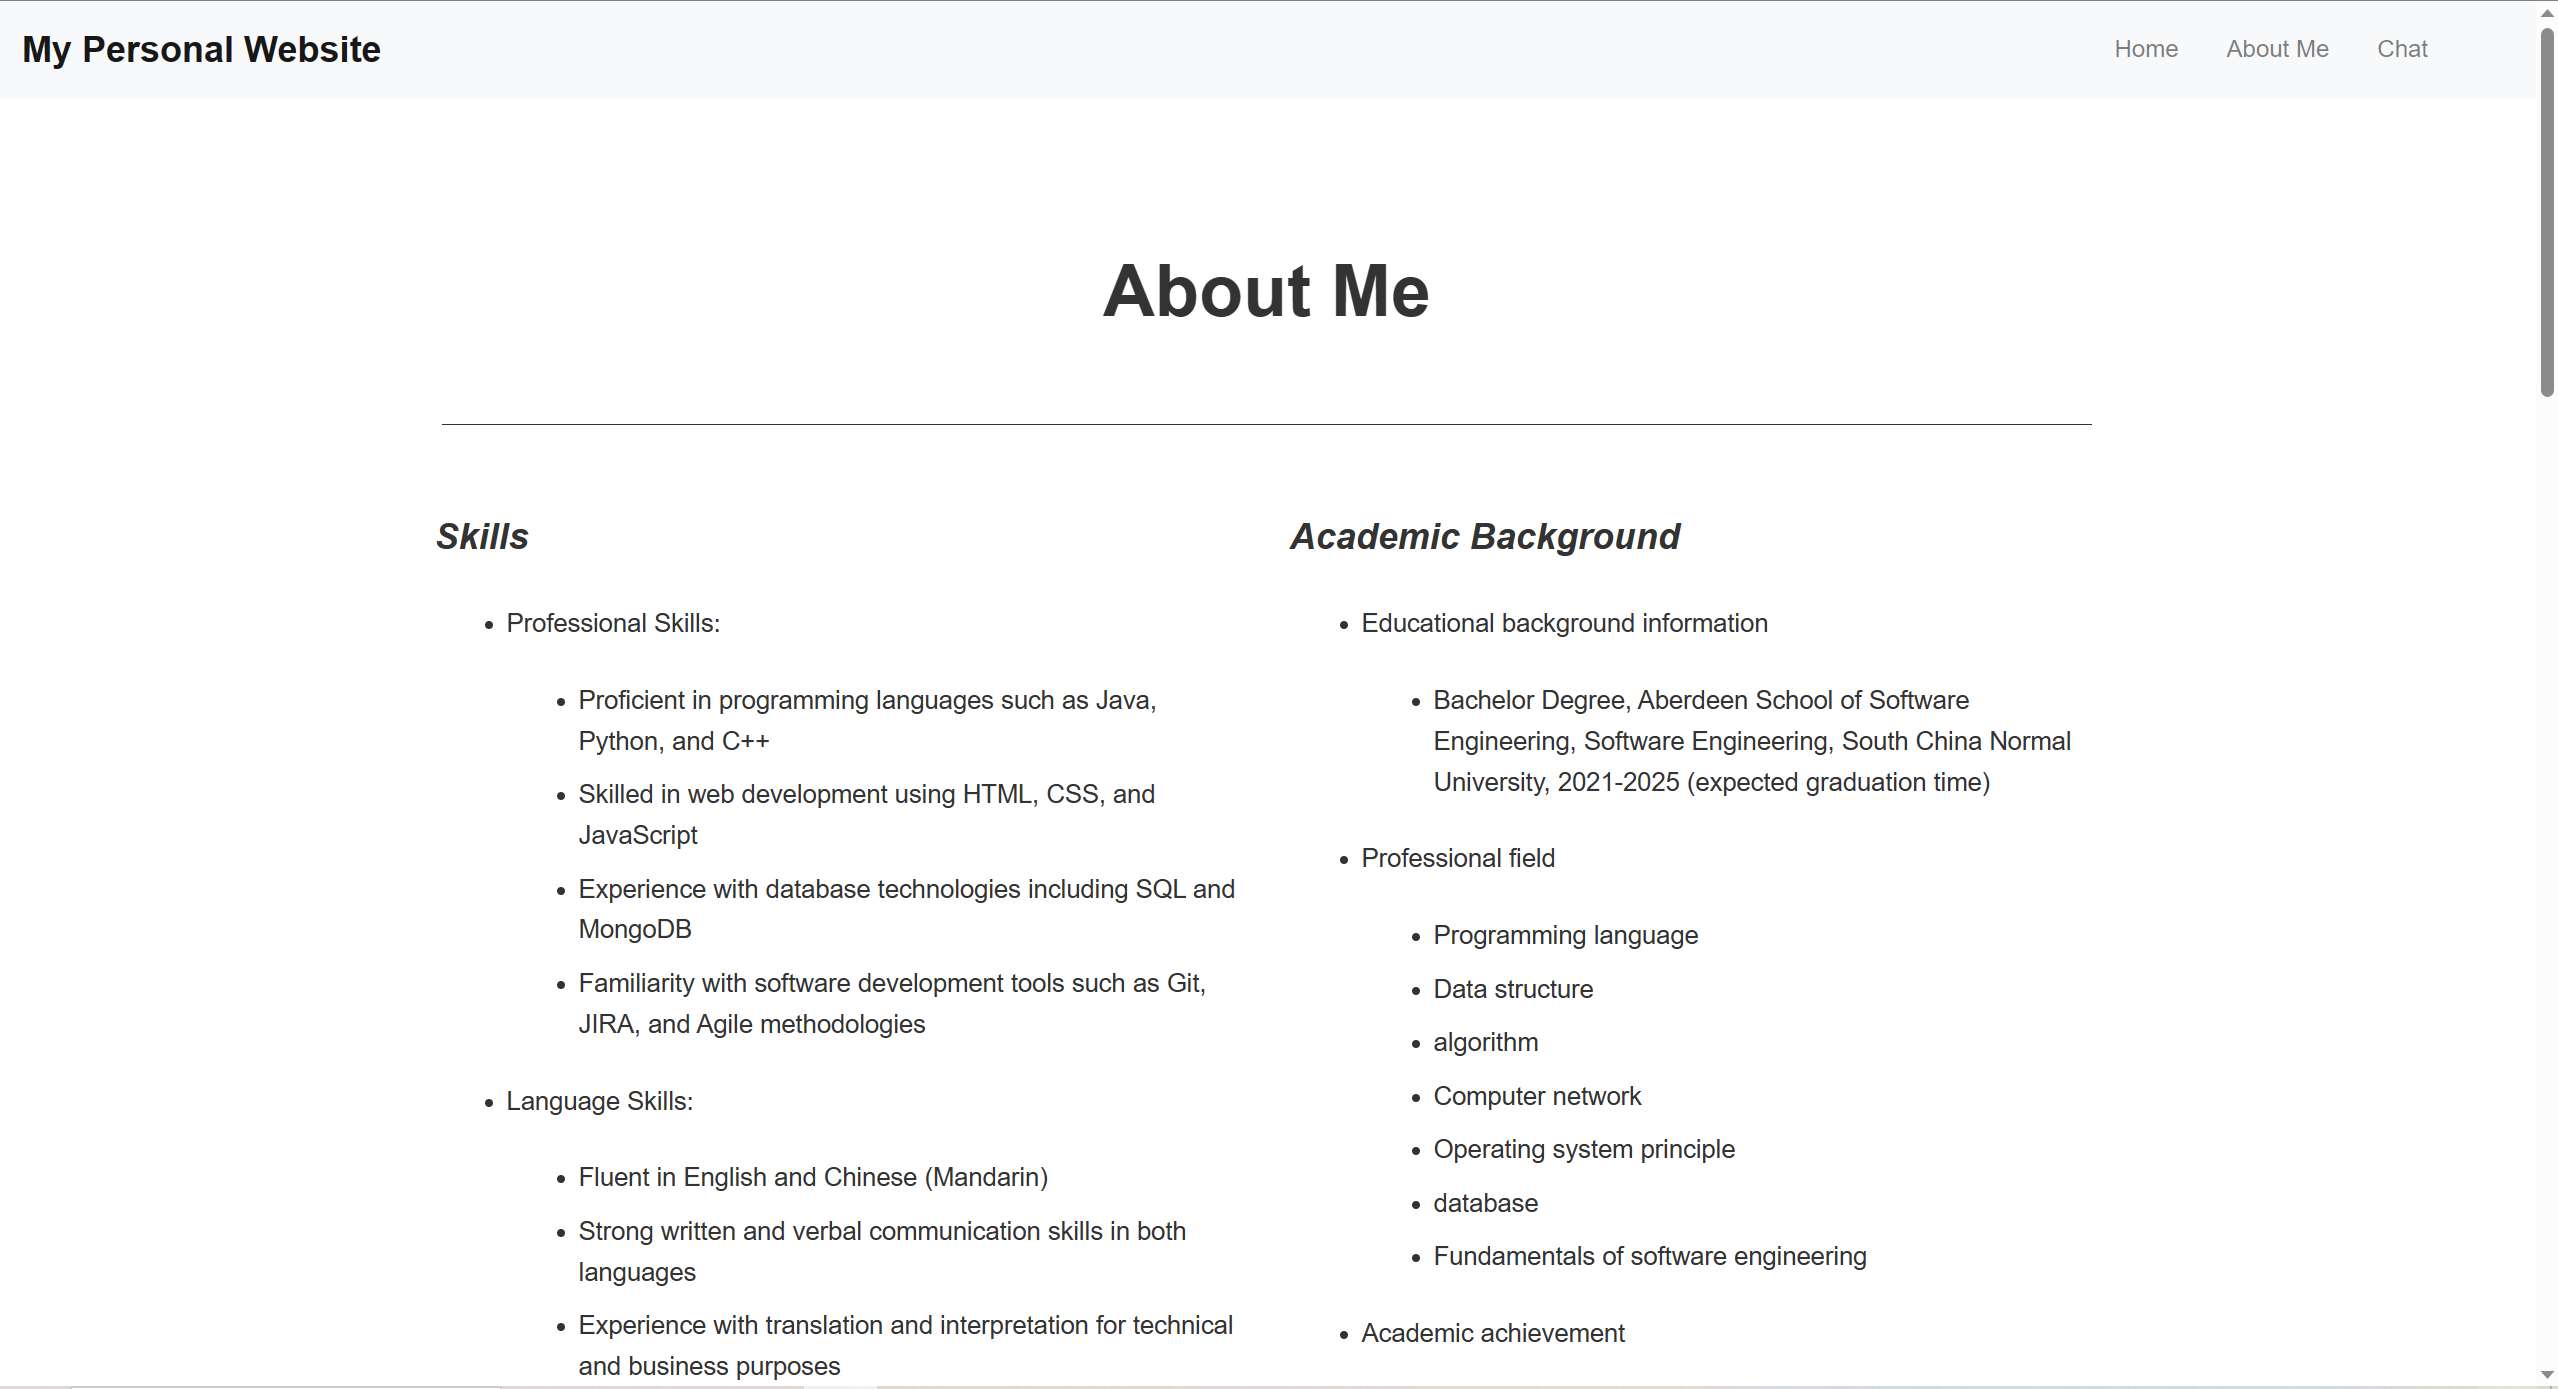 My Personal Website
Home About Me Chat
About Me
Skills
Professional Skills:
Proficient in programming languages such as Java,
Python, and C++
Skilled in web development using HTML, CSS, and
JavaScript
Experience with database technologies including SQL and
MongoDB
Familiarity with software development tools such as Git,
JIRA, and Agile methodologies
Language Skills:
Fluent in English and Chinese (Mandarin)
Strong written and verbal communication skills in both
languages
Experience with translation and interpretation for technical
and business purposes
Academic Background
Educational background information
Bachelor Degree, Aberdeen School of Software
Engineering, Software Engineering, South China Normal
University, 2021-2025 (expected graduation time)
Professional field
Programming language
Data structure
algorithm
Computer network
Operating system principle
database
Fundamentals of software engineering
Academic achievement